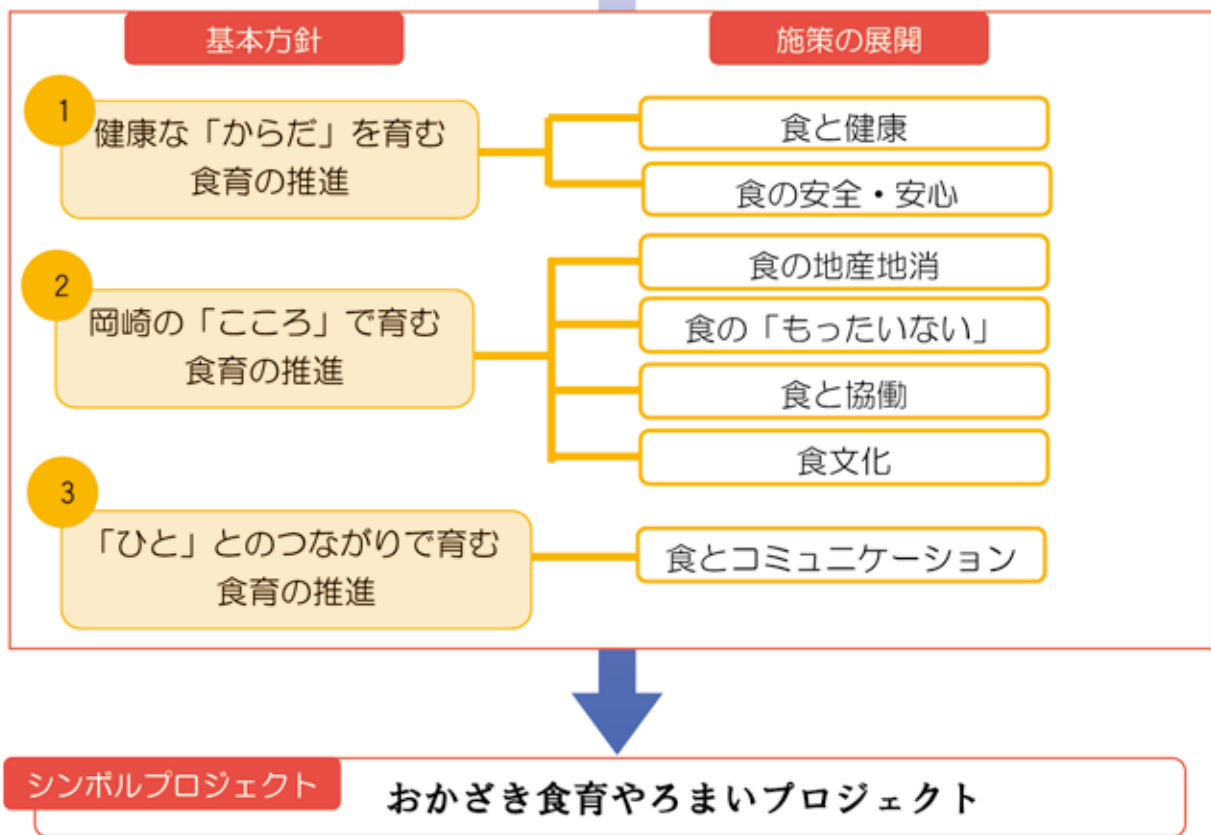 基本方針
施策の展開
1
健康な「からだ」を育む
食育の推進
食と健康
食の安全・安心
2
岡崎の「こころ」で育む
食育の推進
食の地産地消
食の「もったいない」
食と協働
食文化
3
「ひと」とのつながりで育む
食育の推進
食とコミュニケーション
シンボルプロジェクト
おかざき食育やろまいプロジェクト